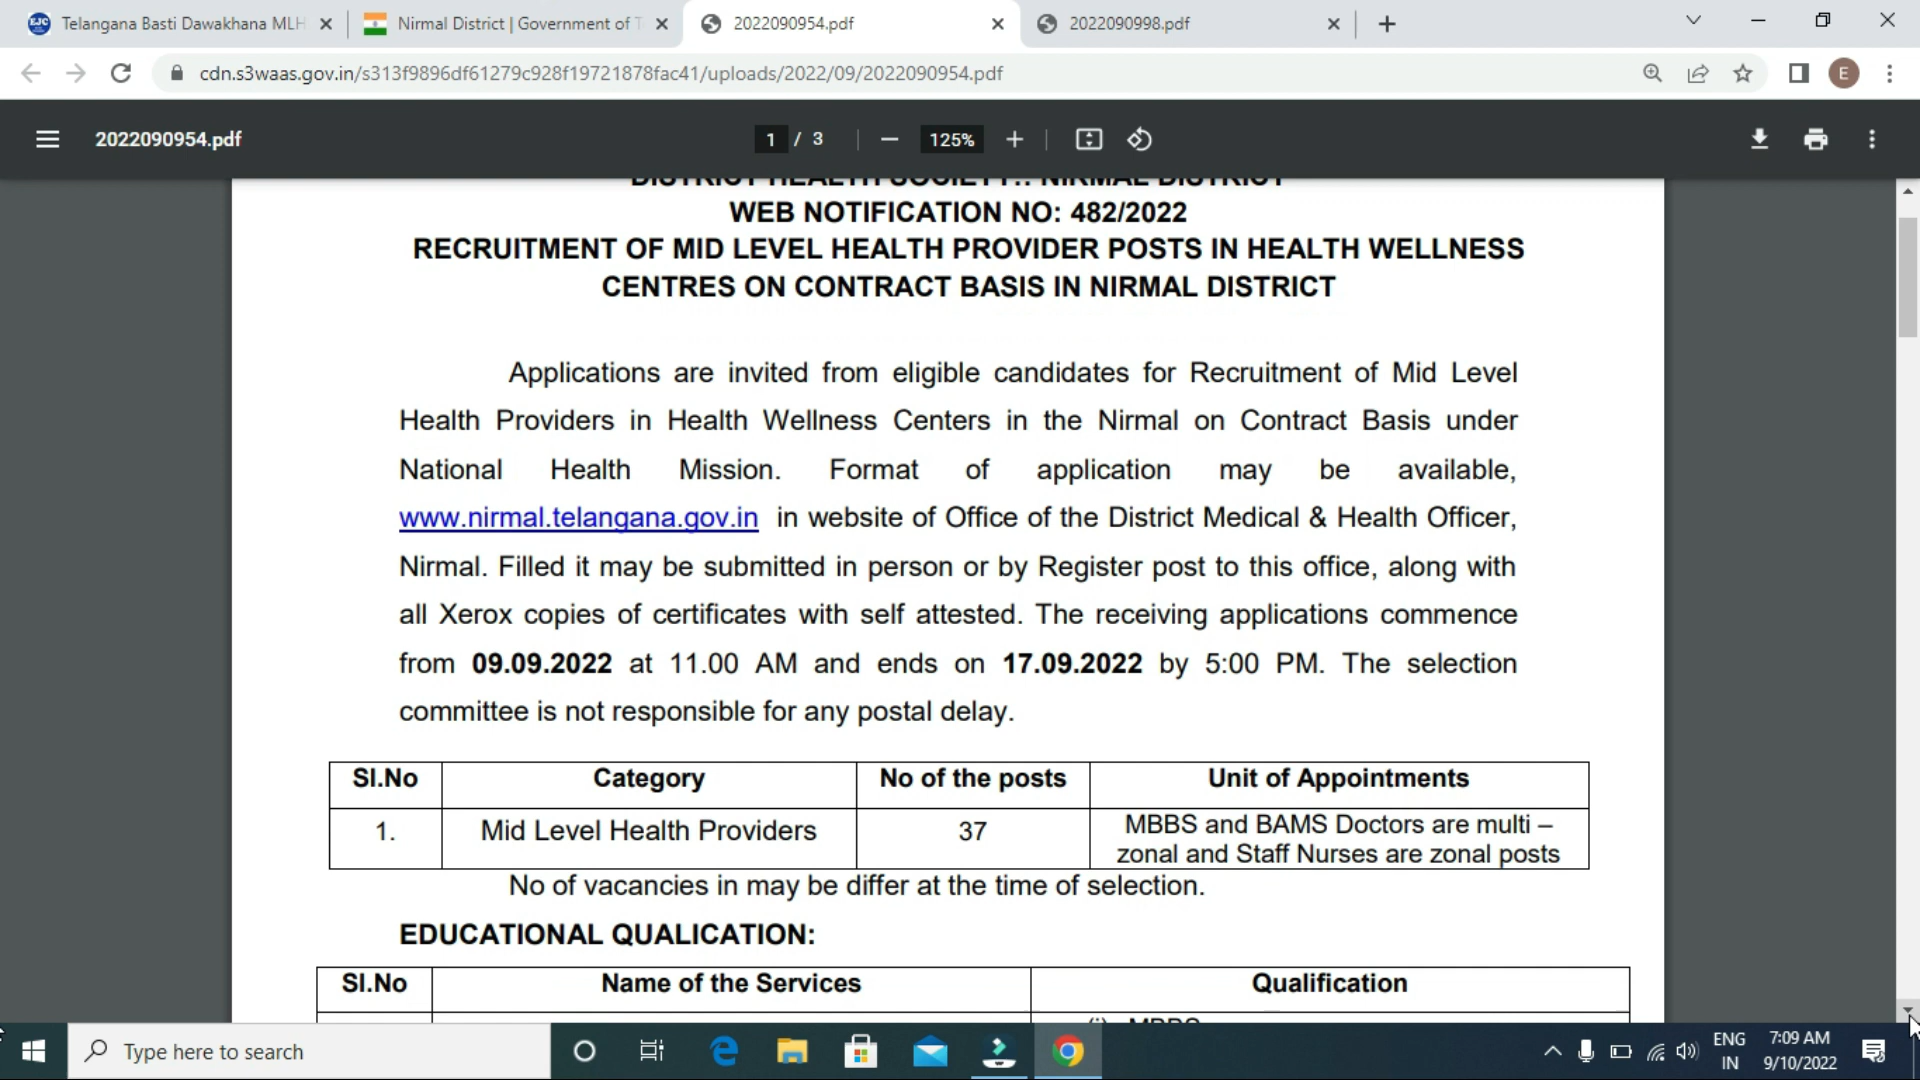 Telangana Basti Dawakhana MLH
Nirmal District | Government of T
2022090954.pdf
2022090998.pdf
cdn.s3waas.gov.in/s313f9896df61279c928f19721878fac41/uploads/2022/09/2022090954.pdf
E
2022090954.pdf
1 / 3
125%
DISTRICT HEALTH SOCIETY:: NIRMAL DISTRICT
WEB NOTIFICATION NO: 482/2022
RECRUITMENT OF MID LEVEL HEALTH PROVIDER POSTS IN HEALTH WELLNESS
CENTRES ON CONTRACT BASIS IN NIRMAL DISTRICT
Applications are invited from eligible candidates for Recruitment of Mid Level
Health Providers in Health Wellness Centers in the Nirmal on Contract Basis under
National Health Mission. Format of application may be available,
www.nirmal.telangana.gov.in in website of Office of the District Medical & Health Officer,
Nirmal. Filled it may be submitted in person or by Register post to this office, along with
all Xerox copies of certificates with self attested. The receiving applications commence
from 09.09.2022 at 11.00 AM and ends on 17.09.2022 by 5:00 PM. The selection
committee is not responsible for any postal delay.
Sl.No Category No of the posts Unit of Appointments
1. Mid Level Health Providers 37 MBBS and BAMS Doctors are multi –
zonal and Staff Nurses are zonal posts
No of vacancies in may be differ at the time of selection.
EDUCATIONAL QUALICATION:
Sl.No Name of the Services Qualification
(i) MBBS
Type here to search
ENG
IN
7:09 AM
9/10/2022